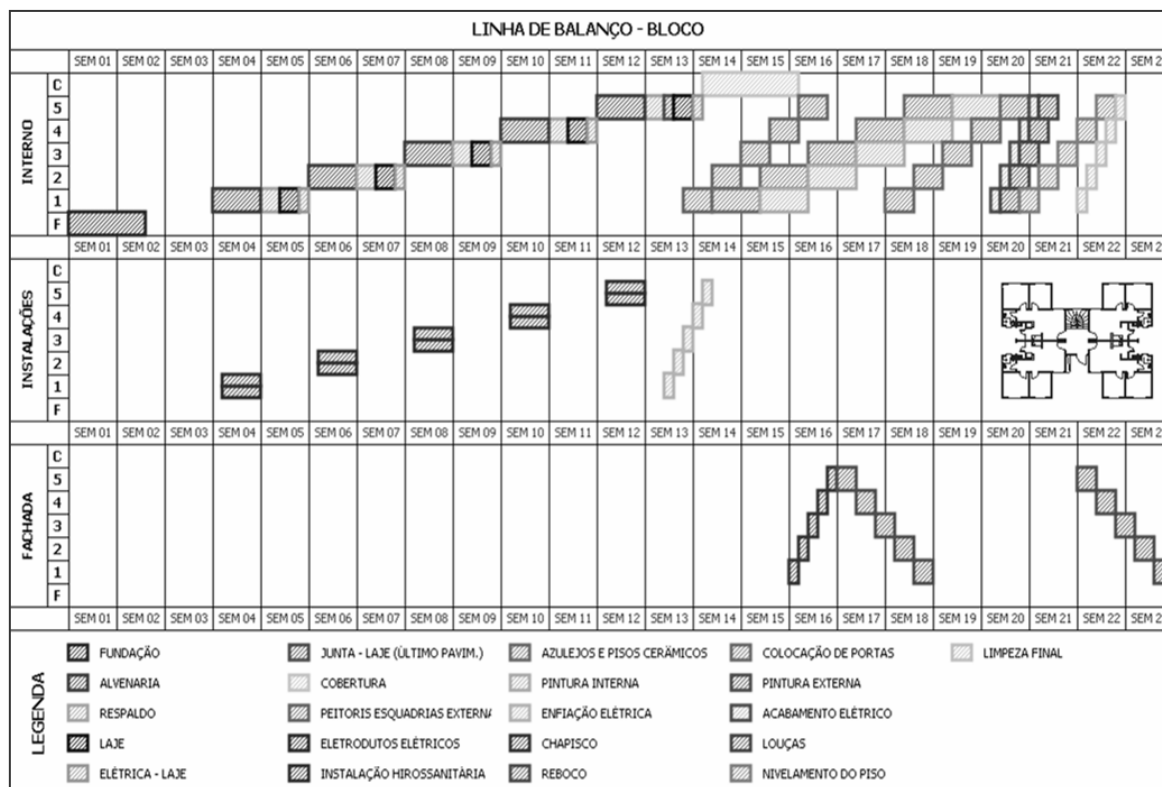 LINHA DE BALANÇO - BLOCO
SEM 01 SEM 02 SEM 03 SEM 04 SEM 05 SEM 06 SEM 07 SEM 08 SEM 09 SEM 10 SEM 11 SEM 12 SEM 13 SEM 14 SEM 15 SEM 16 SEM 17 SEM 18 SEM 19 SEM 20 SEM 21 SEM 22 SEM 2
INTERNO
C
5
4
3
2
1
F
SEM 01 SEM 02 SEM 03 SEM 04 SEM 05 SEM 06 SEM 07 SEM 08 SEM 09 SEM 10 SEM 11 SEM 12 SEM 13 SEM 14 SEM 15 SEM 16 SEM 17 SEM 18 SEM 19 SEM 20 SEM 21 SEM 22 SEM 2
INSTALAÇÕES
C
5
4
3
2
1
F
SEM 01 SEM 02 SEM 03 SEM 04 SEM 05 SEM 06 SEM 07 SEM 08 SEM 09 SEM 10 SEM 11 SEM 12 SEM 13 SEM 14 SEM 15 SEM 16 SEM 17 SEM 18 SEM 19 SEM 20 SEM 21 SEM 22 SEM 2
FACHADA
C
5
4
3
2
1
F
SEM 01 SEM 02 SEM 03 SEM 04 SEM 05 SEM 06 SEM 07 SEM 08 SEM 09 SEM 10 SEM 11 SEM 12 SEM 13 SEM 14 SEM 15 SEM 16 SEM 17 SEM 18 SEM 19 SEM 20 SEM 21 SEM 22 SEM 2
LEGENDA
FUNDAÇÃO
ALVENARIA
RESPALDO
LAJE
ELÉTRICA - LAJE
JUNTA - LAJE (ÚLTIMO PAVIM.)
COBERTURA
PEITORIS ESQUADRIAS EXTERNA
ELETRODUTOS ELÉTRICOS
INSTALAÇÃO HIROSSANITÁRIA
AZULEJOS E PISOS CERÂMICOS
PINTURA INTERNA
ENFIAÇÃO ELÉTRICA
CHAPISCO
REBOCO
COLOCAÇÃO DE PORTAS
PINTURA EXTERNA
ACABAMENTO ELÉTRICO
LOUÇAS
NIVELAMENTO DO PISO
LIMPEZA FINAL